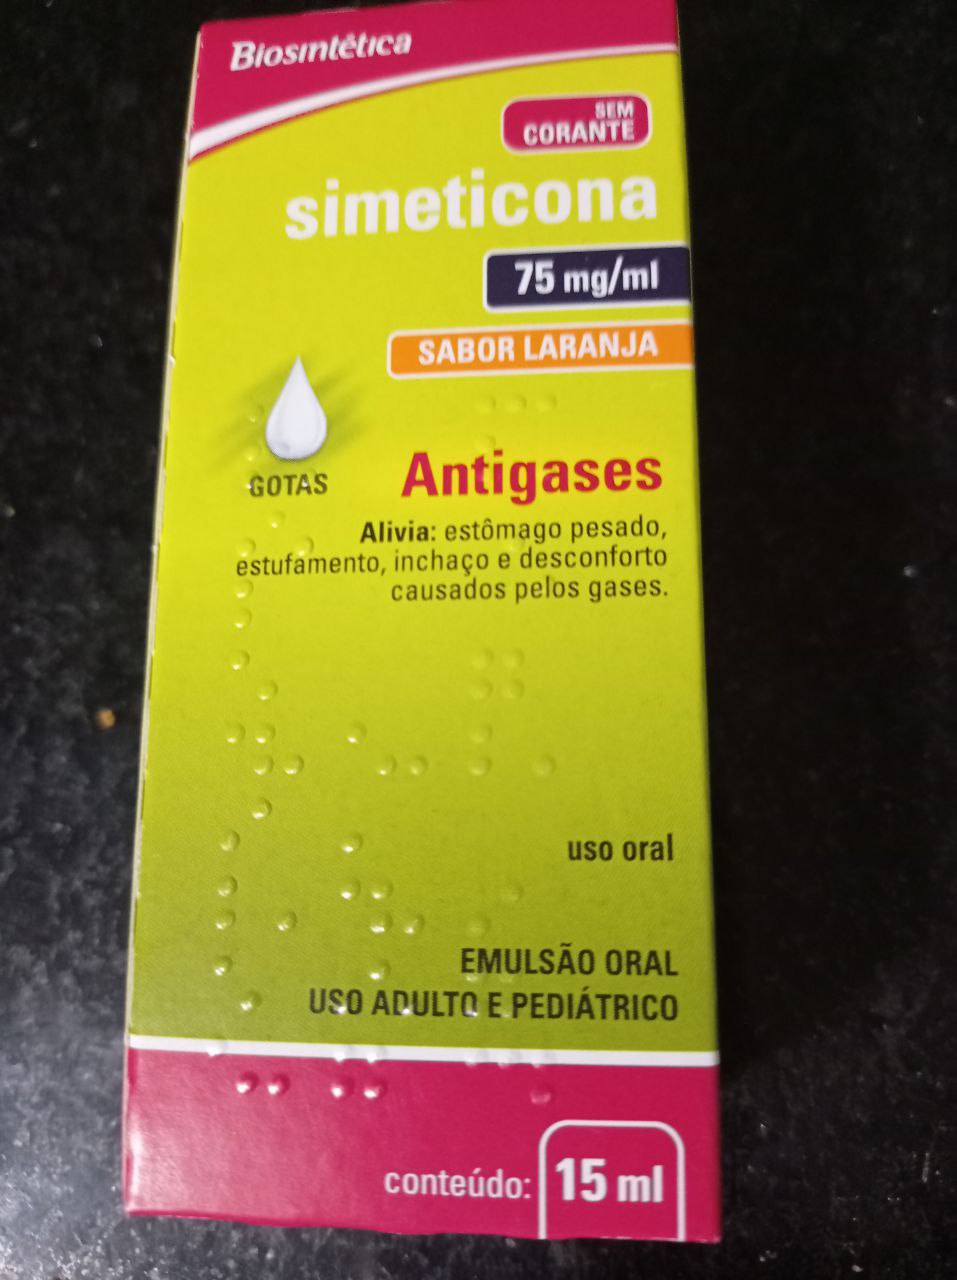 Biosintética
SEM
CORANTE
simeticona
75 mg/ml
SABOR LARANJA
GOTAS
Antigases
Alivia: estômago pesado,
estufamento, inchaço e desconforto
causados pelos gases.
uso oral
EMULSÃO ORAL
USO ADULTO E PEDIÁTRICO
conteúdo: 15 ml